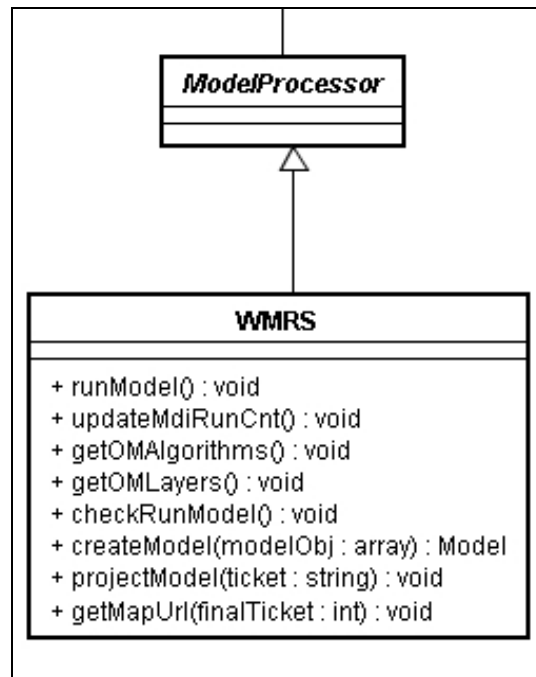 ModelProcessor
WMRS
+ runModel() : void
+ updateMdlRunCnt() : void
+ getOMAlgorithms() : void
+ getOMLayers() : void
+ checkRunModel() : void
+ createModel(modelObj : array) : Model
+ projectModel(ticket : string) : void
+ getMapUrl(finalTicket : int) : void